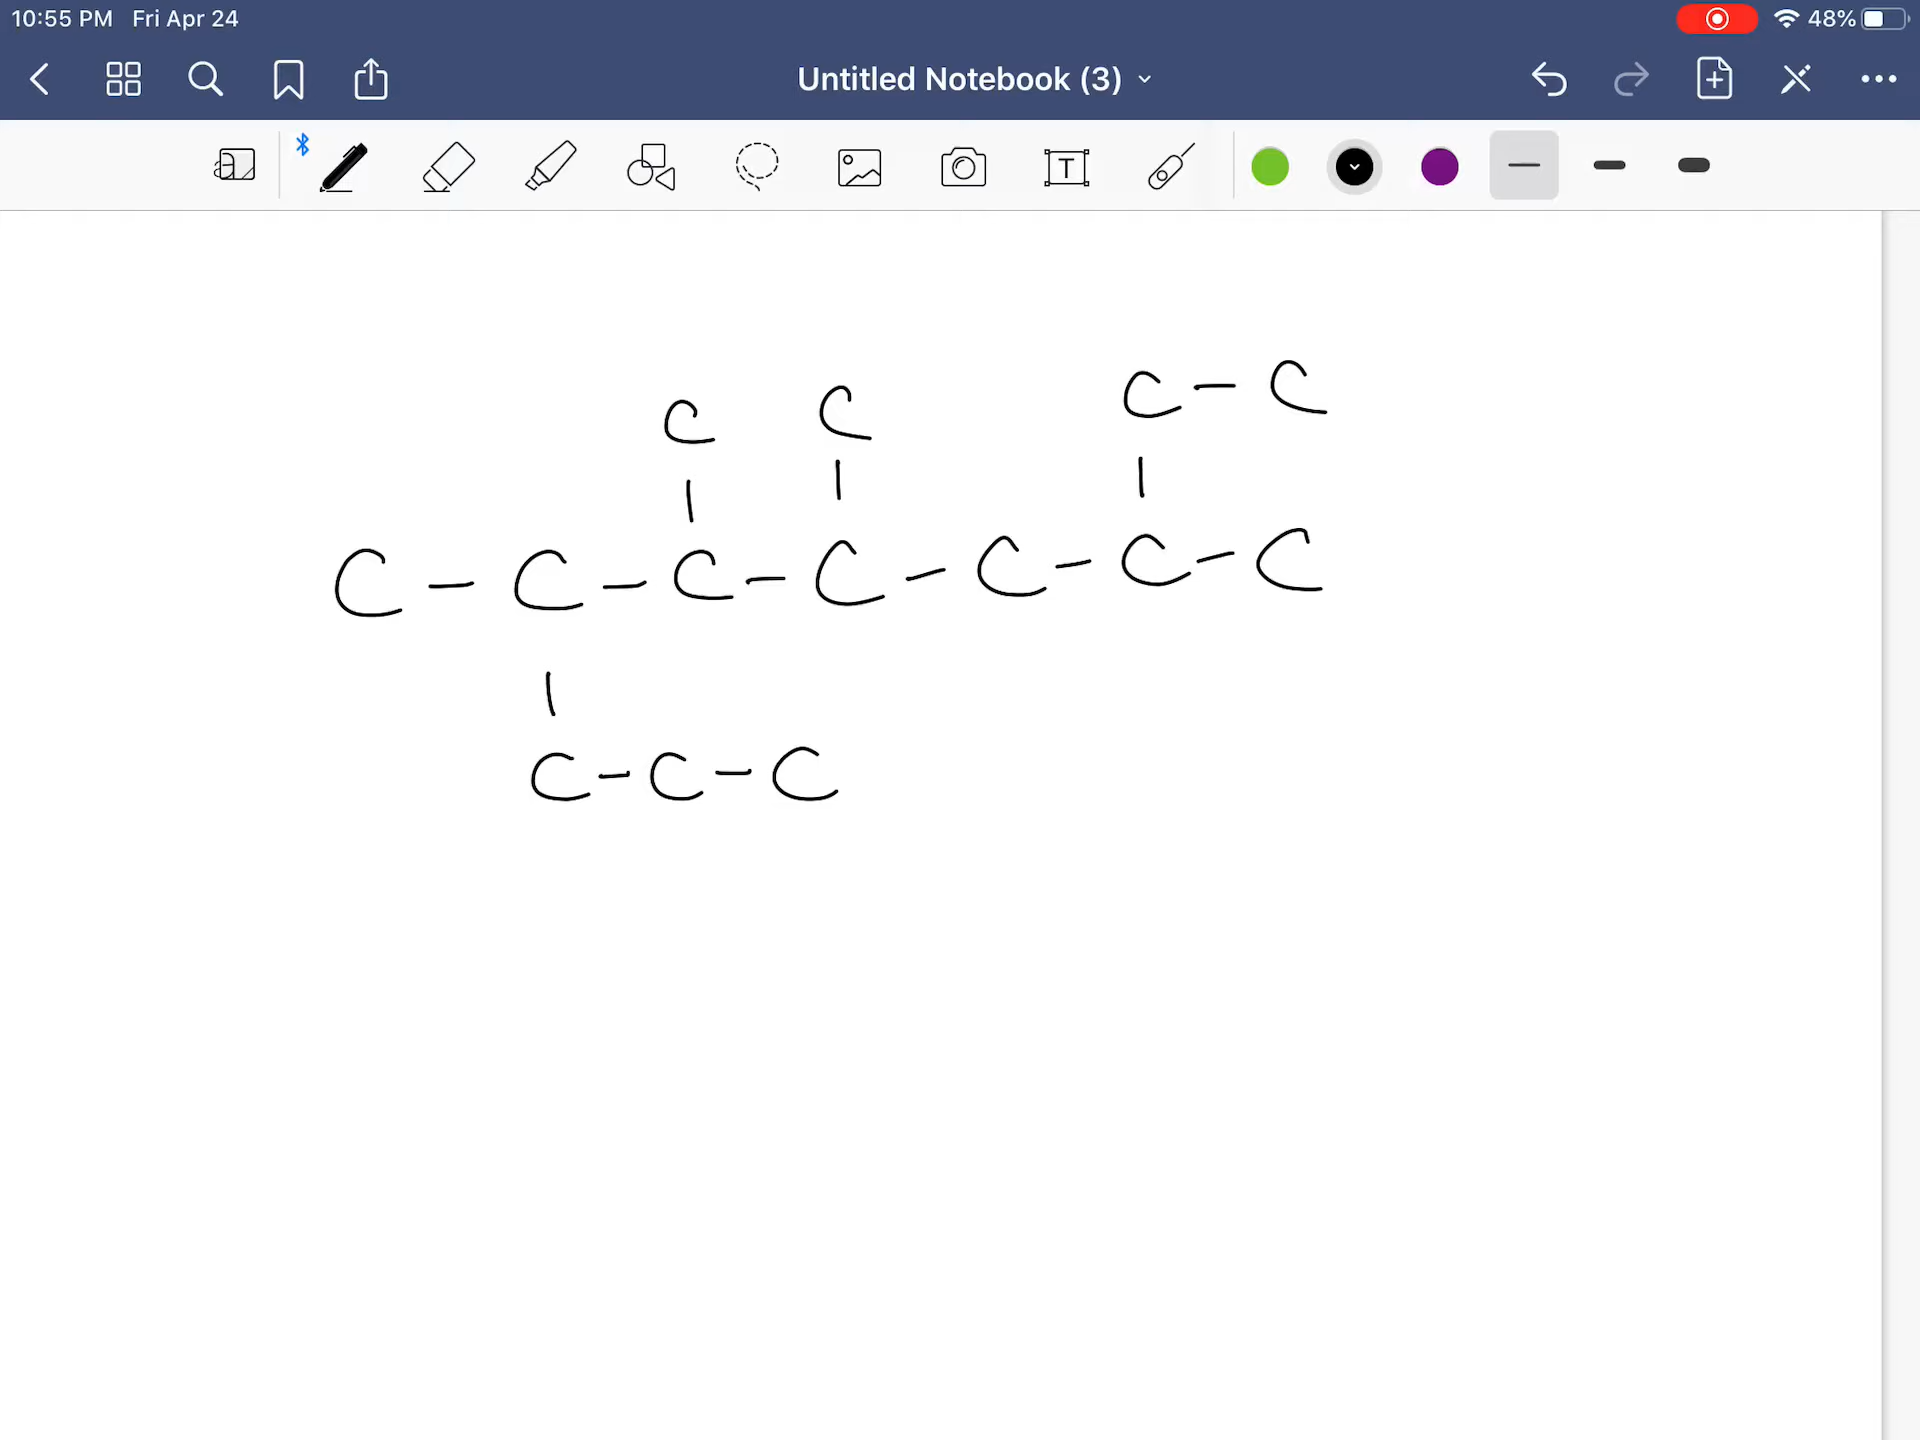 10:55 PM Fri Apr 24
48%
Untitled Notebook (3)
a
T
C C C - C
| | |
C - C - C - C - C - C - C
|
C - C - C